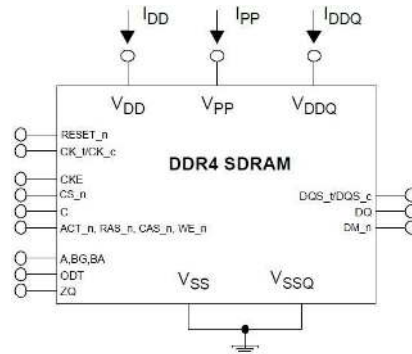 IDD IPP IDDQ
VDD VPP VDDQ
RESET_n
CK_t/CK_c
DDR4 SDRAM
CKE
CS_n
C
ACT_n, RAS_n, CAS_n, WE_n
DQS_t/DQS_c
DQ
DM_n
A,BG,BA
ODT
ZQ
VSS VSSQ